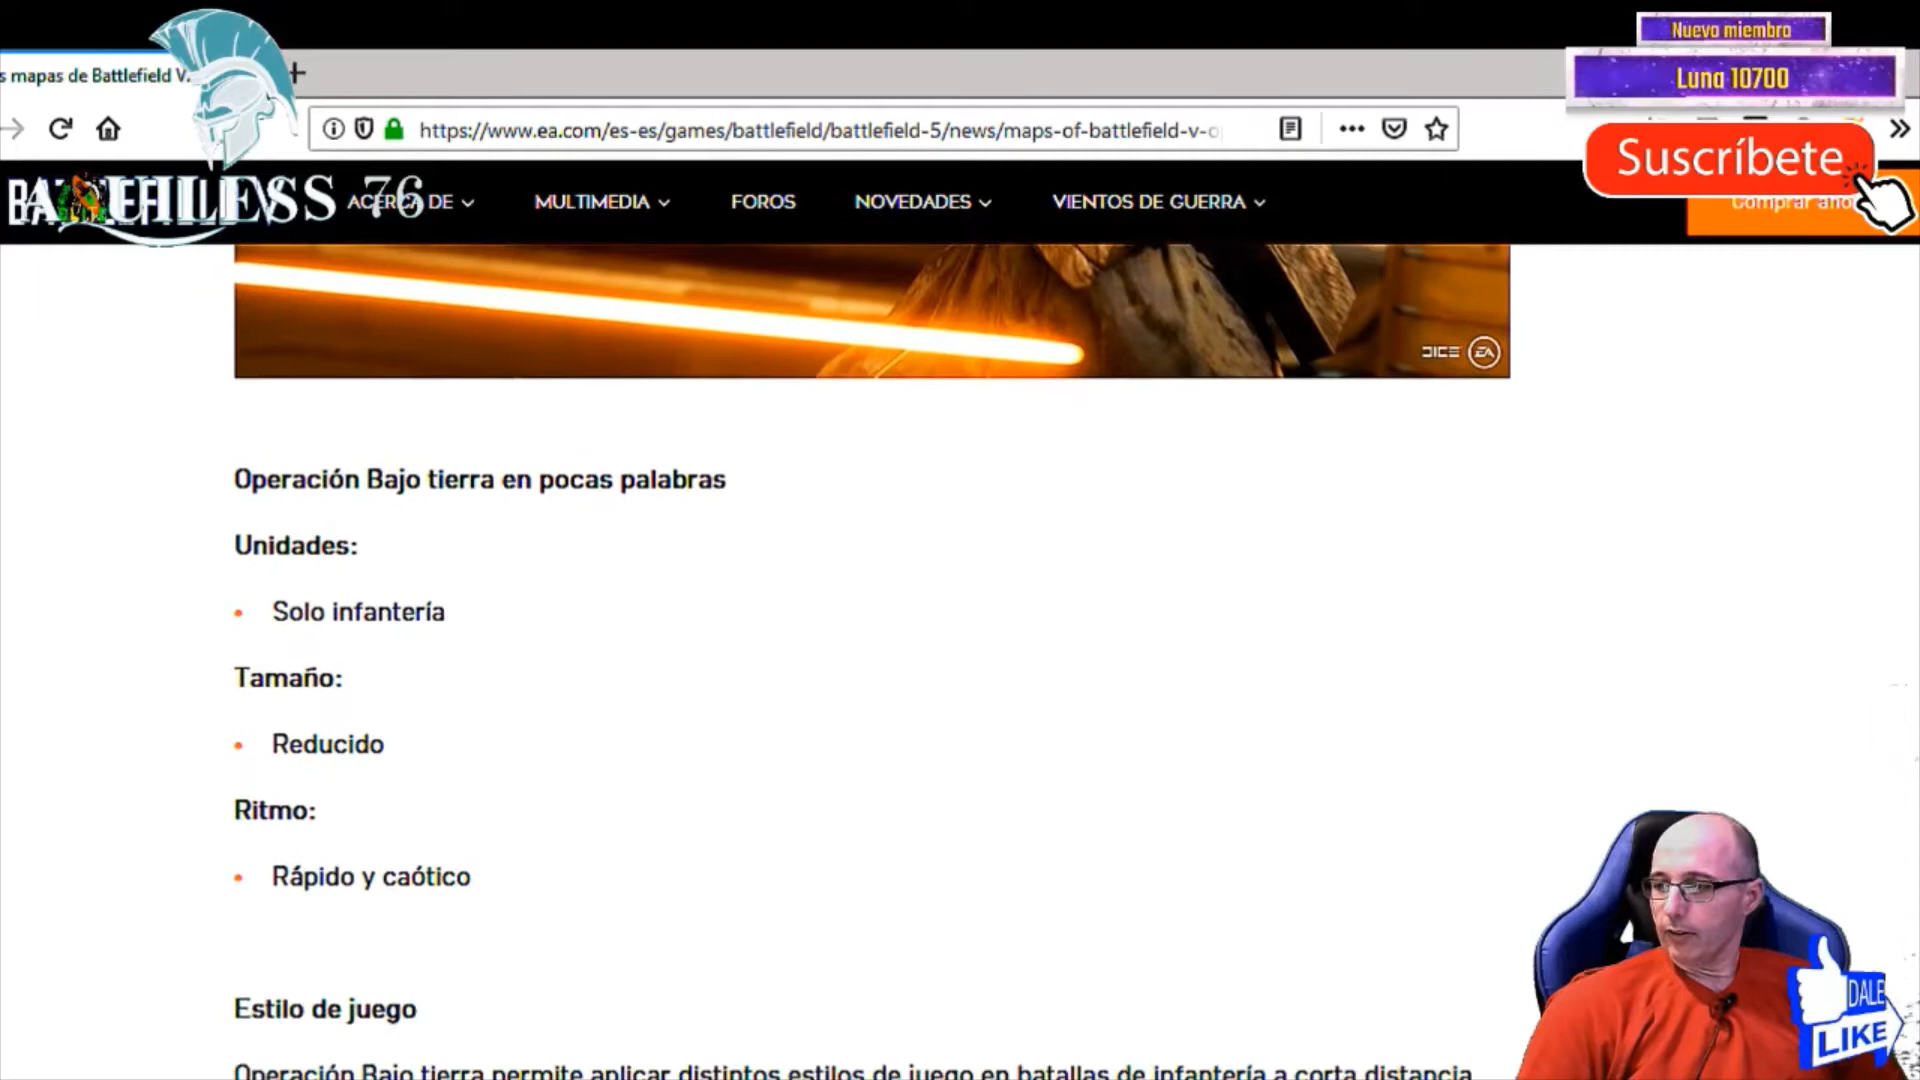 Nuevo miembro
s mapas de Battlefield V.
+
Luna 10700
https://www.ea.com/es-es/games/battlefield/battlefield-5/news/maps-of-battlefield-v-o
Suscríbete
76
ACERCA DE
MULTIMEDIA
FOROS
NOVEDADES
VIENTOS DE GUERRA
Comprar aho
DICE EA
Operación Bajo tierra en pocas palabras
Unidades:
• Solo infantería
Tamaño:
• Reducido
Ritmo:
• Rápido y caótico
Estilo de juego
Operación Bajo tierra permite aplicar distintos estilos de juego en batallas de infantería a corta distancia
DALE
LIKE